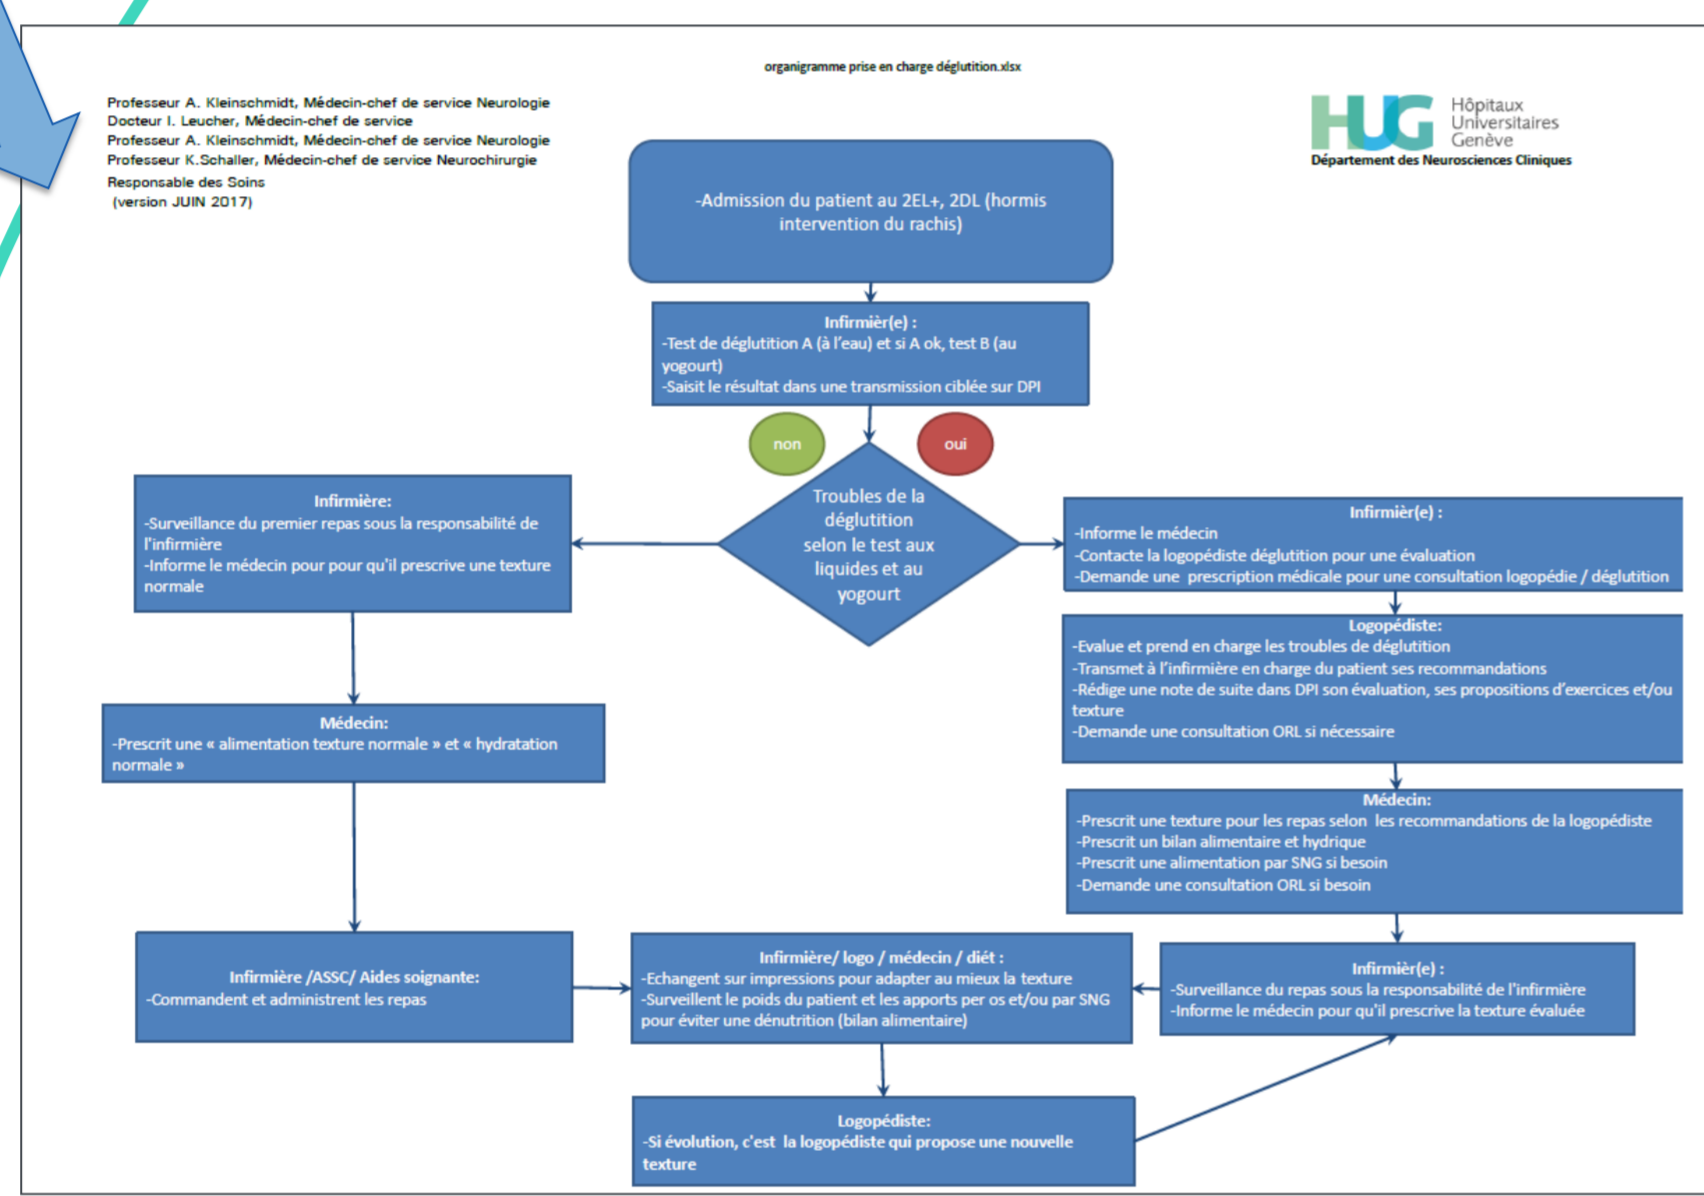 organigramme prise en charge déglutition.xlsx
Professeur A. Kleinschmidt, Médecin-chef de service Neurologie
Docteur I. Leucher, Médecin-chef de service
Professeur A. Kleinschmidt, Médecin-chef de service Neurologie
Professeur K.Schaller, Médecin-chef de service Neurochirurgie
Responsable des Soins
(version JUIN 2017)
HUG
Hôpitaux
Universitaires
Genève
Département des Neurosciences Cliniques
-Admission du patient au 2EL+, 2DL (hormis
intervention du rachis)
Infirmièr(e) :
-Test de déglutition A (à l'eau) et si A ok, test B (au
yogourt)
-Saisit le résultat dans une transmission ciblée sur DPI
non
oui
Troubles de la
déglutition
selon le test aux
liquides et au
yogourt
Infirmière:
-Surveillance du premier repas sous la responsabilité de
l'infirmière
-Informe le médecin pour pour qu'il prescrive une texture
normale
Médecin:
-Prescrit une « alimentation texture normale » et « hydratation
normale »
Infirmière /ASSC/ Aides soignante:
-Commandent et administrent les repas
Infirmièr(e) :
-Informe le médecin
-Contacte la logopédiste déglutition pour une évaluation
-Demande une prescription médicale pour une consultation logopédie / déglutition
Logopédiste:
-Evalue et prend en charge les troubles de déglutition
-Transmet à l'infirmière en charge du patient ses recommandations
-Rédige une note de suite dans DPI son évaluation, ses propositions d'exercices et/ou
texture
-Demande une consultation ORL si nécessaire
Médecin:
-Prescrit une texture pour les repas selon les recommandations de la logopédiste
-Prescrit un bilan alimentaire et hydrique
-Prescrit une alimentation par SNG si besoin
-Demande une consultation ORL si besoin
Infirmièr(e) :
-Surveillance du repas sous la responsabilité de l'infirmière
-Informe le médecin pour qu'il prescrive la texture évaluée
Infirmière/ logo / médecin / diét :
-Echangent sur impressions pour adapter au mieux la texture
-Surveillent le poids du patient et les apports per os et/ou par SNG
pour éviter une dénutrition (bilan alimentaire)
Logopédiste:
-Si évolution, c'est la logopédiste qui propose une nouvelle
texture